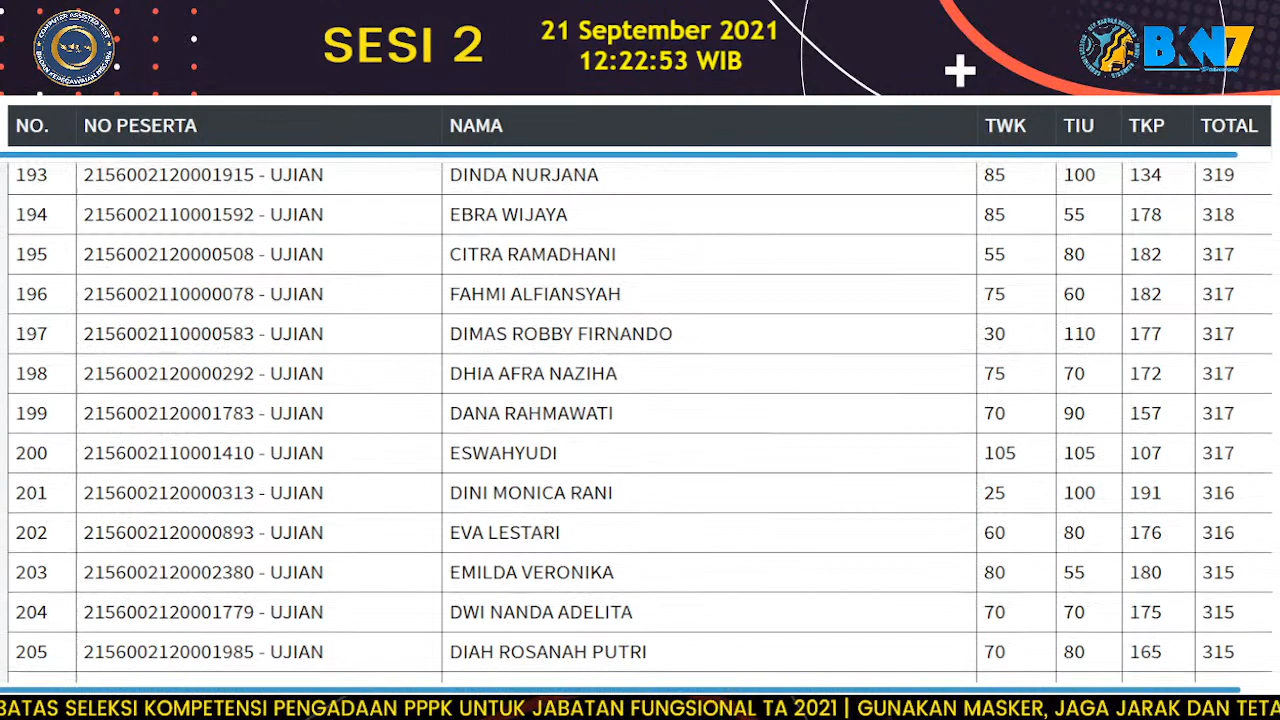 COMPUTER ASSISTED TEST
BADAN KEPEGAWAIAN NEGARA
SESI 2
21 September 2021
12:22:53 WIB
BKN7
NO. NO PESERTA NAMA TWK TIU TKP TOTAL
193 2156002120001915 - UJIAN DINDA NURJANA 85 100 134 319
194 2156002110001592 - UJIAN EBRA WIJAYA 85 55 178 318
195 2156002120000508 - UJIAN CITRA RAMADHANI 55 80 182 317
196 2156002110000078 - UJIAN FAHMI ALFIANSYAH 75 60 182 317
197 2156002110000583 - UJIAN DIMAS ROBBY FIRNANDO 30 110 177 317
198 2156002120000292 - UJIAN DHIA AFRA NAZIHA 75 70 172 317
199 2156002120001783 - UJIAN DANA RAHMAWATI 70 90 157 317
200 2156002110001410 - UJIAN ESWAHYUDI 105 105 107 317
201 2156002120000313 - UJIAN DINI MONICA RANI 25 100 191 316
202 2156002120000893 - UJIAN EVA LESTARI 60 80 176 316
203 2156002120002380 - UJIAN EMILDA VERONIKA 80 55 180 315
204 2156002120001779 - UJIAN DWI NANDA ADELITA 70 70 175 315
205 2156002120001985 - UJIAN DIAH ROSANAH PUTRI 70 80 165 315
BATAS SELEKSI KOMPETENSI PENGADAAN PPPK UNTUK JABATAN FUNGSIONAL TA 2021 | GUNAKAN MASKER, JAGA JARAK DAN TETA